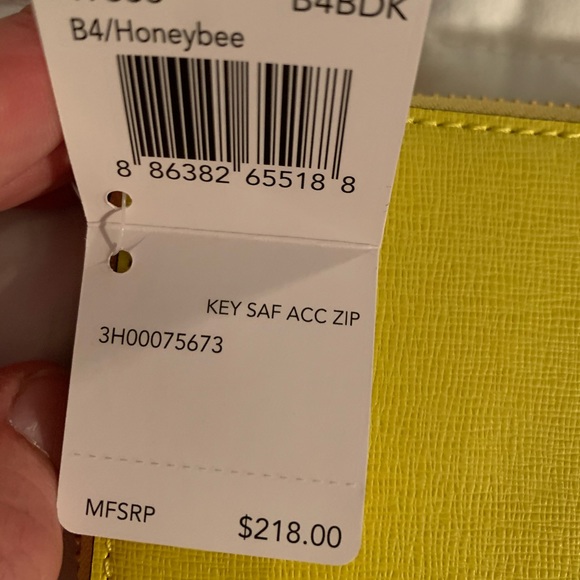 B4BDK
B4/Honeybee
8 86382 65518 8
KEY SAF ACC ZIP
3H00075673
MFSRP
$218.00